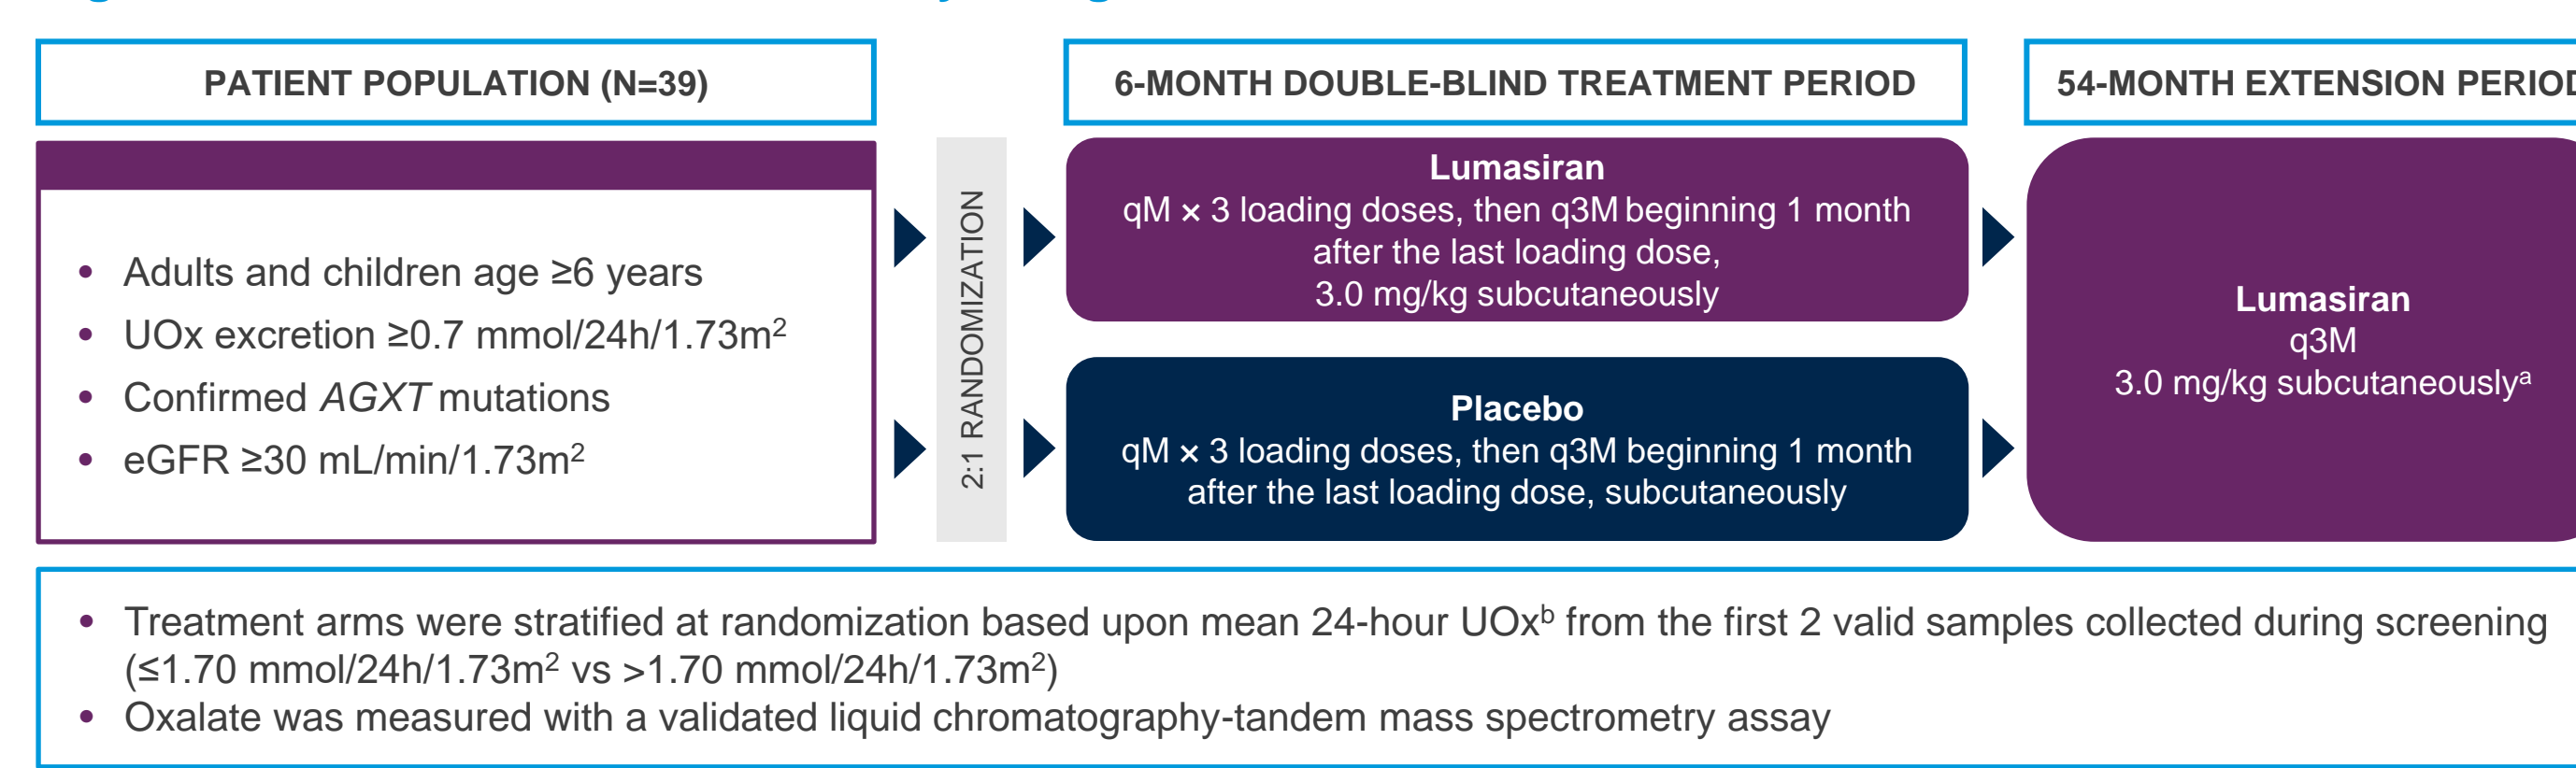 PATIENT POPULATION (N=39)
• Adults and children age ≥6 years
• UOx excretion ≥0.7 mmol/24h/1.73m²
• Confirmed AGXT mutations
• eGFR ≥30 mL/min/1.73m²
2:1 RANDOMIZATION
6-MONTH DOUBLE-BLIND TREATMENT PERIOD
Lumasiran
qM × 3 loading doses, then q3M beginning 1 month
after the last loading dose,
3.0 mg/kg subcutaneously
Placebo
qM × 3 loading doses, then q3M beginning 1 month
after the last loading dose, subcutaneously
54-MONTH EXTENSION PERIOD
Lumasiran
q3M
3.0 mg/kg subcutaneouslyᵃ
• Treatment arms were stratified at randomization based upon mean 24-hour UOxᵇ from the first 2 valid samples collected during screening
(≤1.70 mmol/24h/1.73m² vs >1.70 mmol/24h/1.73m²)
• Oxalate was measured with a validated liquid chromatography-tandem mass spectrometry assay